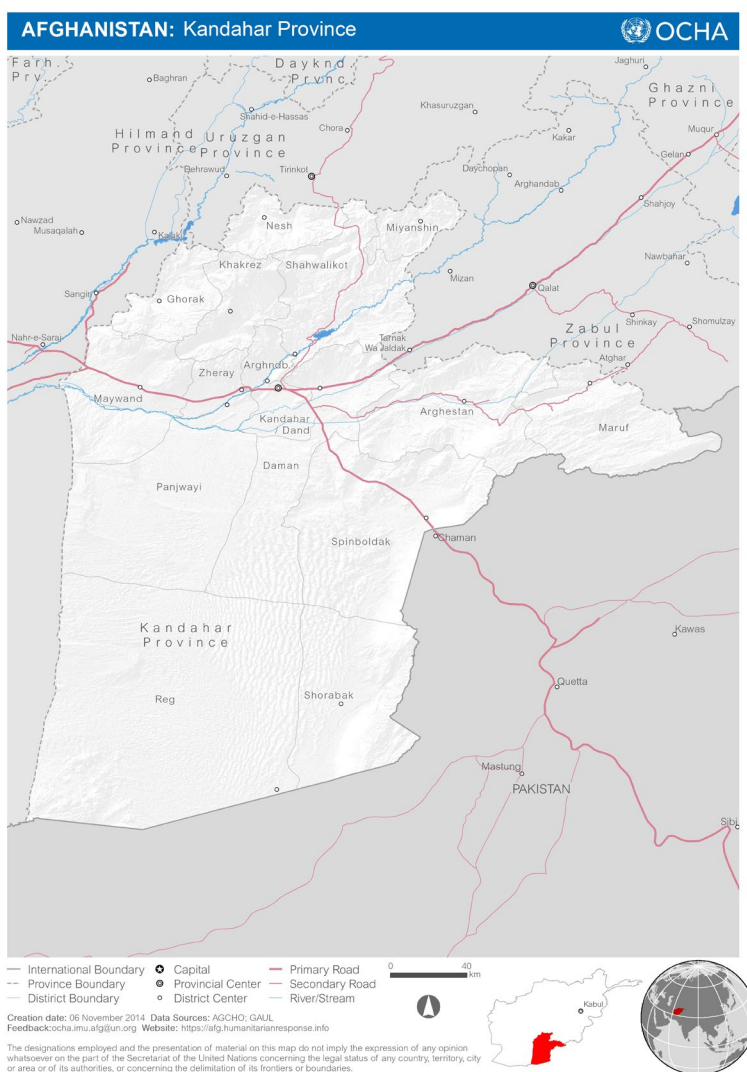 AFGHANISTAN: Kandahar Province
OCHA
Farh.
Prv.
Baghran
Dayknd
Prvnc.
Jaghuri
Ghazni
Province
Khasuruzgan
Shahid-e-Hassas
Hilmand
Province
Uruzgan
Province
Chora
Kakar
Muqur
Gelan
Dehrawud
Tirinkot
Daychopan
Arghandab
Shahjoy
Nawzad
Musaqalah
Kajaki
Nesh
Miyanshin
Nawbahar
Khakrez
Shahwalikot
Mizan
Qalat
Sangin
Ghorak
Zabul
Province
Shinkay
Shomulzay
Nahr-e-Saraj
Tarnak
Wa Jaldak
Atghar
Zheray
Arghndb.
Maywand
Kandahar
Dand
Arghestan
Maruf
Daman
Panjwayi
Spinboldak
Chaman
Kandahar
Province
Kawas
Reg
Shorabak
Quetta
Mastung
PAKISTAN
Sibi
International Boundary
Province Boundary
Distirict Boundary
Capital
Provincial Center
District Center
Primary Road
Secondary Road
River/Stream
0 40
km
Kabul
Creation date: 06 November 2014 Data Sources: AGCHO; GAUL
Feedback:ocha.imu.afg@un.org Website: https://afg.humanitarianresponse.info
The designations employed and the presentation of material on this map do not imply the expression of any opinion
whatsoever on the part of the Secretariat of the United Nations concerning the legal status of any country, territory, city
or area or of its authorities, or concerning the delimitation of its frontiers or boundaries.